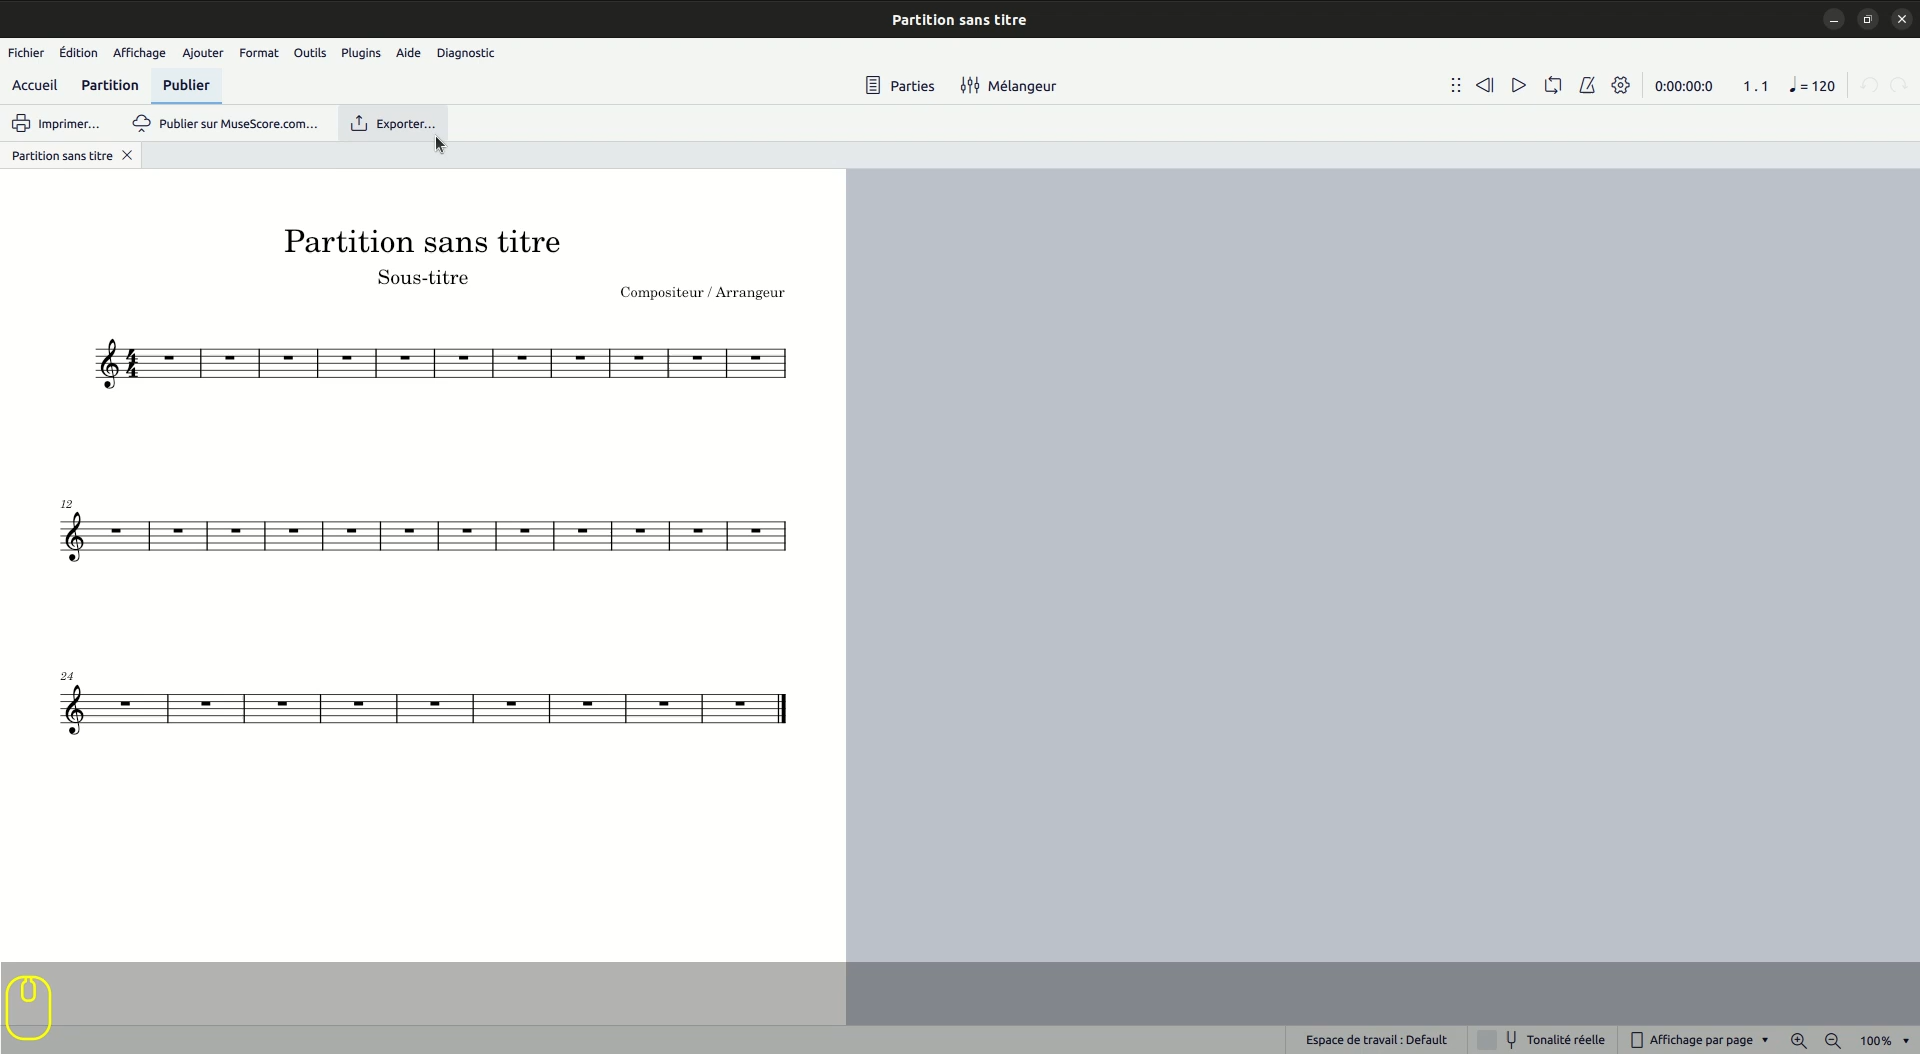 Partition sans titre
Fichier Édition Affichage Ajouter Format Outils Plugins Aide Diagnostic
Accueil Partition Publier Parties Mélangeur 0:00:00:0 1 . 1 = 120
Imprimer... Publier sur MuseScore.com... Exporter...
Partition sans titre
Partition sans titre
Sous-titre
Compositeur / Arrangeur
4
4
12
24
Espace de travail : Default Tonalité réelle Affichage par page 100%